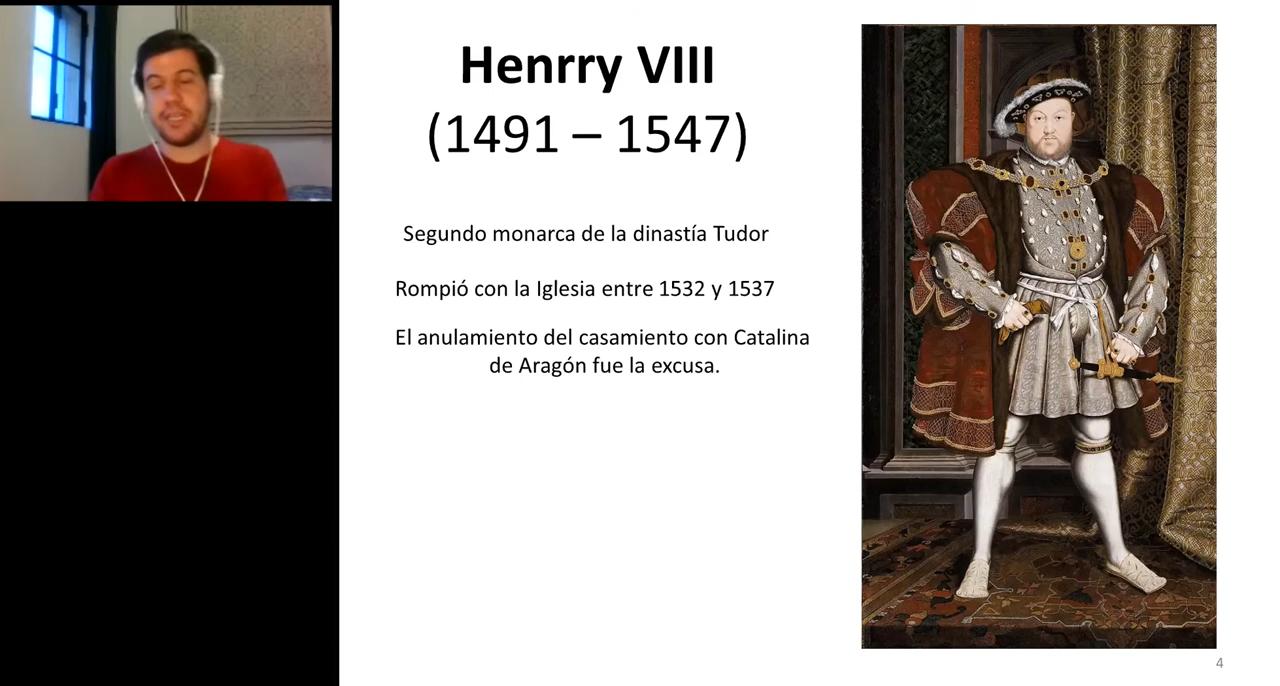 Henrry VIII
(1491 – 1547)
Segundo monarca de la dinastía Tudor
Rompió con la Iglesia entre 1532 y 1537
El anulamiento del casamiento con Catalina
de Aragón fue la excusa.
4